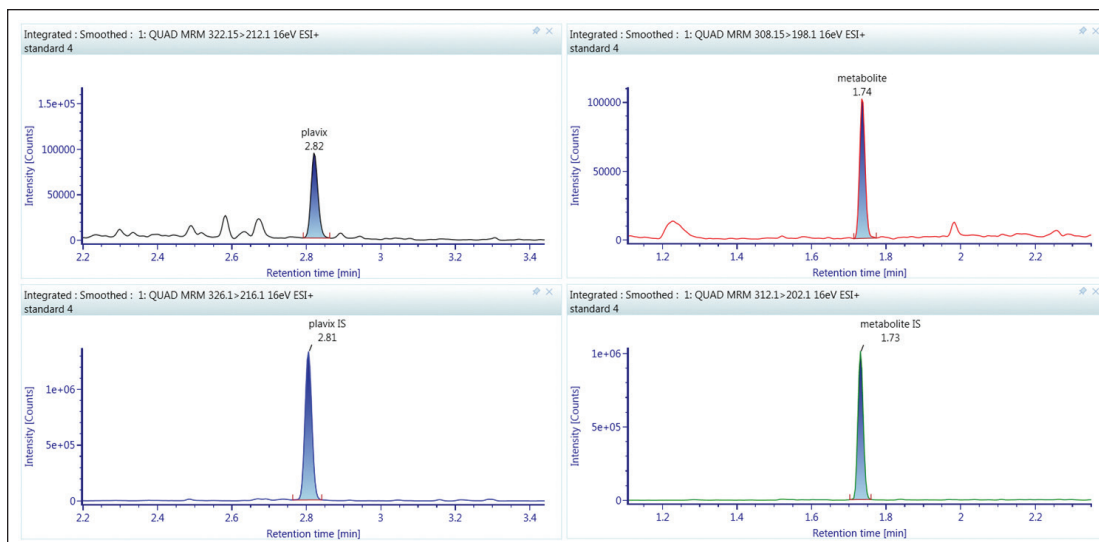 Integrated : Smoothed : 1: QUAD MRM 322.15>212.1 16eV ESI+
standard 4
plavix
2.82
1.5e+05
100000
50000
0
Intensity [Counts]
2.2 2.4 2.6 2.8 3 3.2 3.4
Retention time [min]
Integrated : Smoothed : 1: QUAD MRM 308.15>198.1 16eV ESI+
standard 4
metabolite
1.74
100000
50000
0
Intensity [Counts]
1.2 1.4 1.6 1.8 2 2.2
Retention time [min]
Integrated : Smoothed : 1: QUAD MRM 326.1>216.1 16eV ESI+
standard 4
plavix IS
2.81
1e+06
5e+05
0
Intensity [Counts]
2.2 2.4 2.6 2.8 3 3.2 3.4
Retention time [min]
Integrated : Smoothed : 1: QUAD MRM 312.1>202.1 16eV ESI+
standard 4
metabolite IS
1.73
1e+06
5e+05
0
Intensity [Counts]
1.2 1.4 1.6 1.8 2 2.2
Retention time [min]